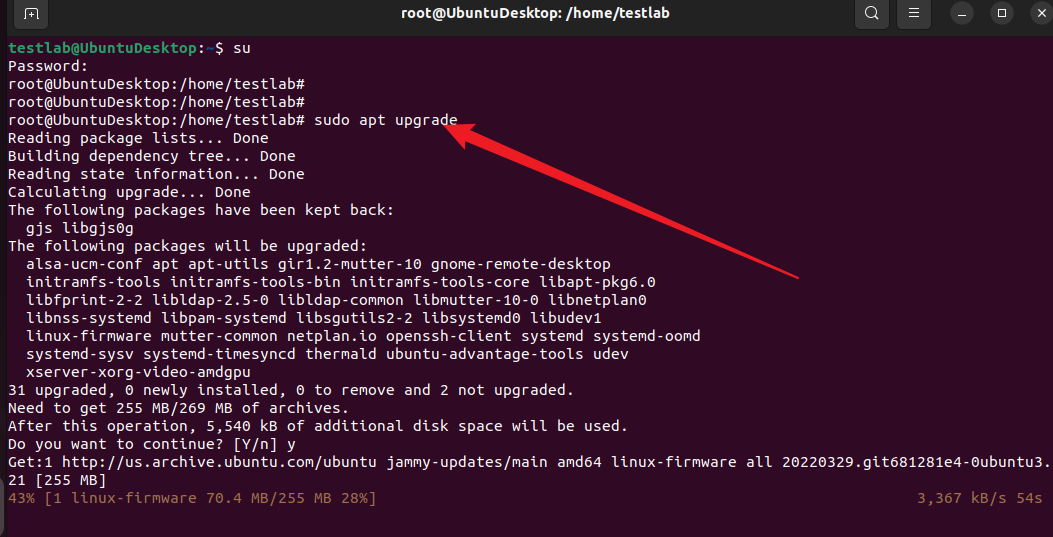 root@UbuntuDesktop: /home/testlab
testlab@UbuntuDesktop:~$ su
Password:
root@UbuntuDesktop:/home/testlab#
root@UbuntuDesktop:/home/testlab#
root@UbuntuDesktop:/home/testlab# sudo apt upgrade
Reading package lists... Done
Building dependency tree... Done
Reading state information... Done
Calculating upgrade... Done
The following packages have been kept back:
  gjs libgjs0g
The following packages will be upgraded:
  alsa-ucm-conf apt apt-utils gir1.2-mutter-10 gnome-remote-desktop
  initramfs-tools initramfs-tools-bin initramfs-tools-core libapt-pkg6.0
  libfprint-2-2 libldap-2.5-0 libldap-common libmutter-10-0 libnetplan0
  libnss-systemd libpam-systemd libsgutils2-2 libsystemd0 libudev1
  linux-firmware mutter-common netplan.io openssh-client systemd systemd-oomd
  systemd-sysv systemd-timesyncd thermald ubuntu-advantage-tools udev
  xserver-xorg-video-amdgpu
31 upgraded, 0 newly installed, 0 to remove and 2 not upgraded.
Need to get 255 MB/269 MB of archives.
After this operation, 5,540 kB of additional disk space will be used.
Do you want to continue? [Y/n] y
Get:1 http://us.archive.ubuntu.com/ubuntu jammy-updates/main amd64 linux-firmware all 20220329.git681281e4-0ubuntu3.
21 [255 MB]
43% [1 linux-firmware 70.4 MB/255 MB 28%] 3,367 kB/s 54s